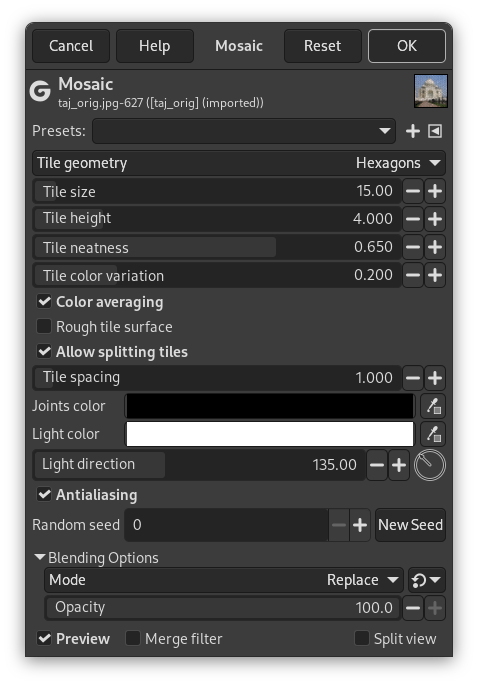 Cancel Help Mosaic Reset OK
Mosaic
taj_orig.jpg-627 ([taj_orig] (imported))
Presets:
Tile geometry Hexagons
Tile size 15.00
Tile height 4.000
Tile neatness 0.650
Tile color variation 0.200
Color averaging
Rough tile surface
Allow splitting tiles
Tile spacing 1.000
Joints color
Light color
Light direction 135.00
Antialiasing
Random seed 0 New Seed
Blending Options
Mode Replace
Opacity 100.0
Preview Merge filter Split view